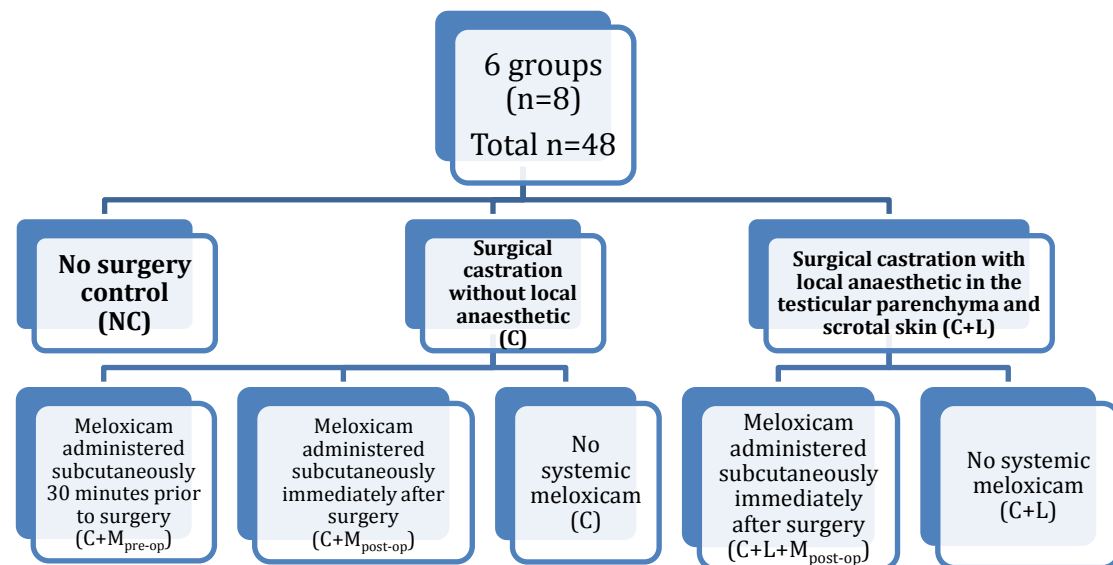 6 groups
(n=8)
Total n=48
No surgery
control
(NC)
Surgical
castration
without local
anaesthetic
(C)
Surgical castration with
local anaesthetic in the
testicular parenchyma and
scrotal skin (C+L)
Meloxicam
administered
subcutaneously
30 minutes prior
to surgery
(C+Mpre-op)
Meloxicam
administered
subcutaneously
immediately after
surgery
(C+Mpost-op)
No
systemic
meloxicam
(C)
Meloxicam
administered
subcutaneously
immediately
after surgery
(C+L+Mpost-op)
No systemic
meloxicam
(C+L)